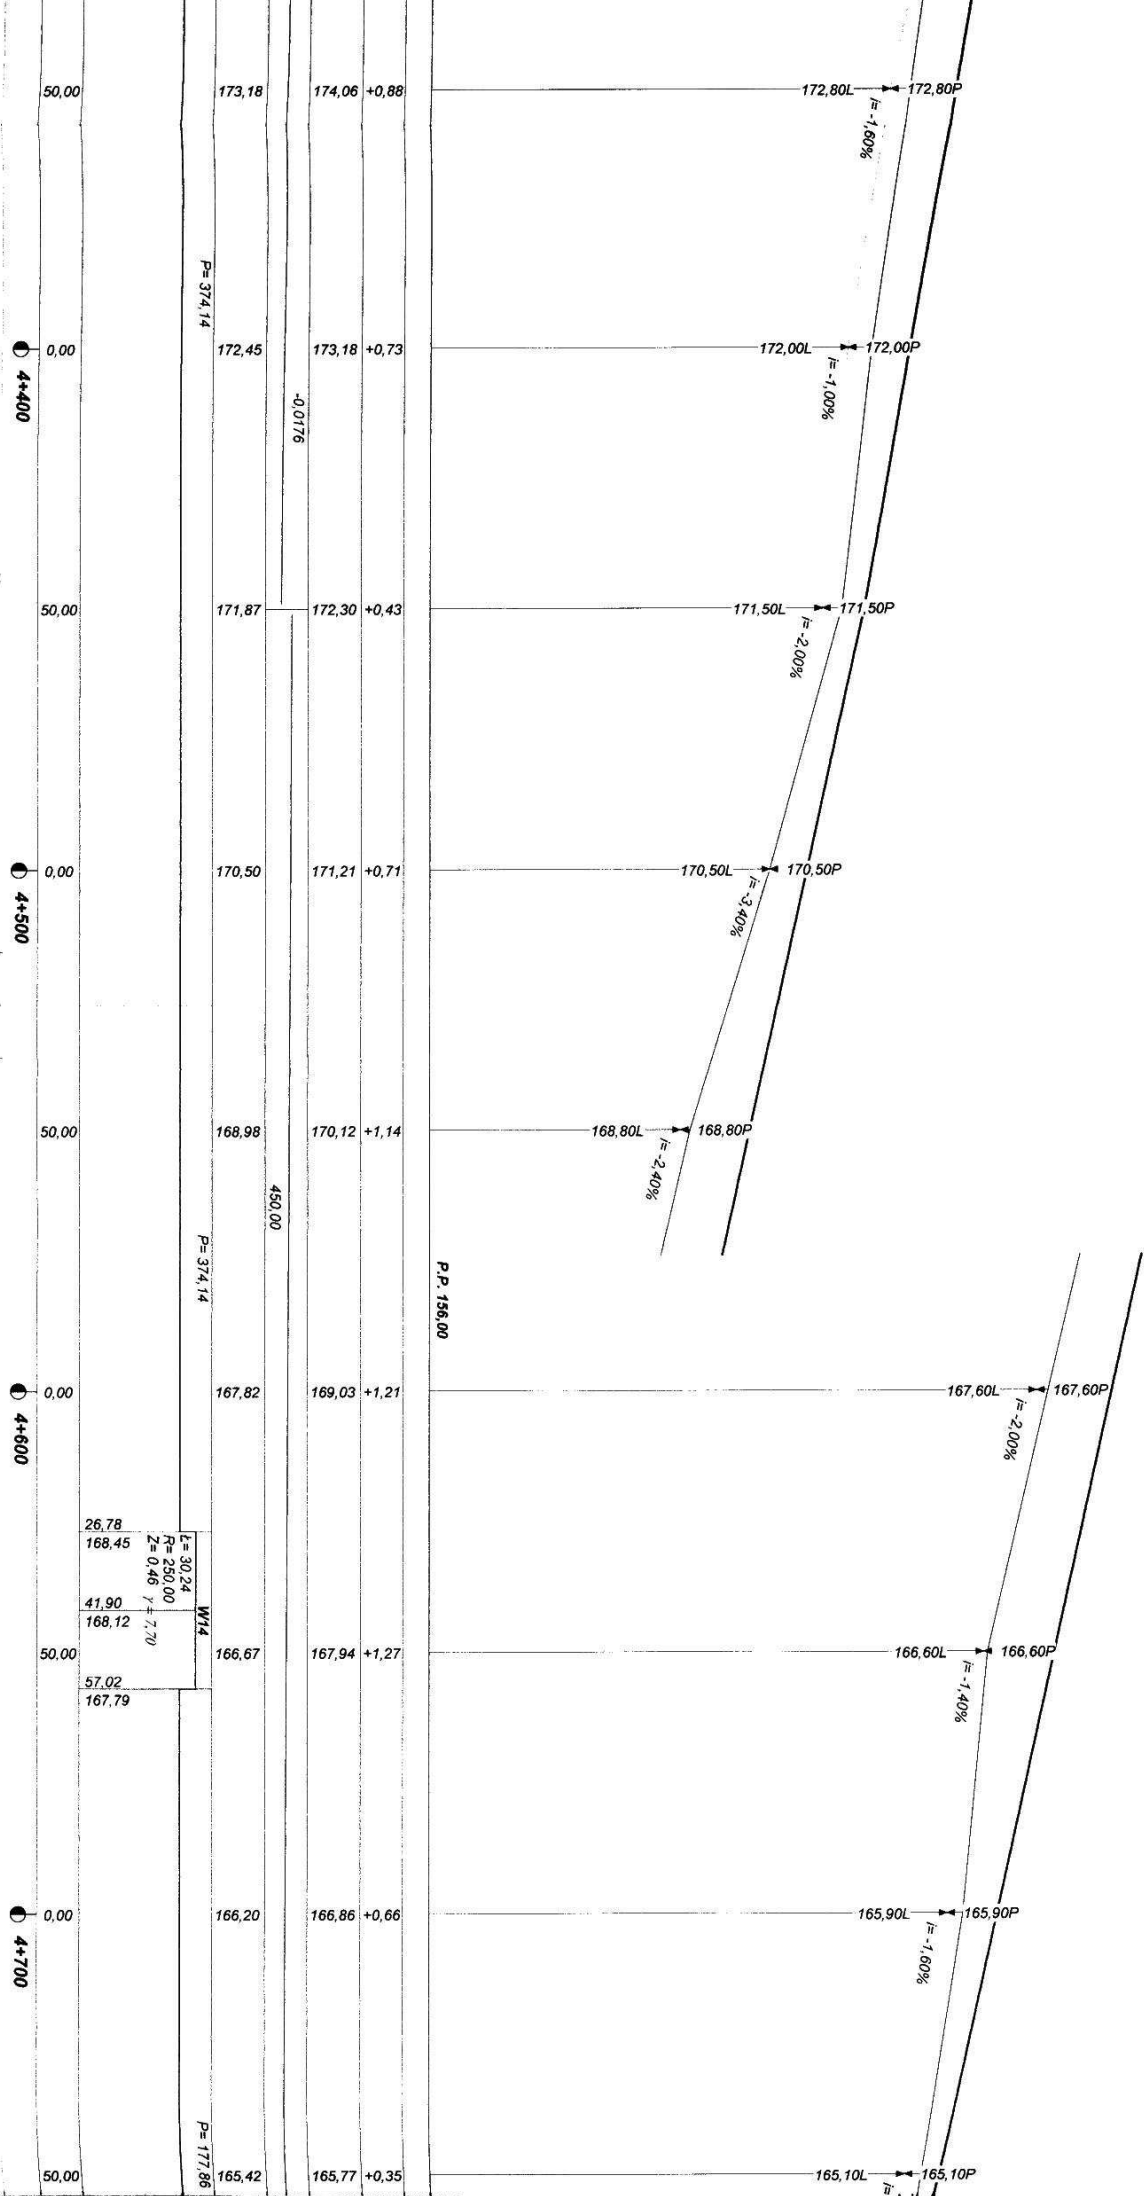 50,00 173,18 174,06 +0,88 172,80L 172,80P
i= -1,60%
P= 374,14
0,00 172,45 173,18 +0,73 172,00L 172,00P
4+400
i= -1,00%
-0,0176
50,00 171,87 172,30 +0,43 171,50L 171,50P
i= -2,00%
0,00 170,50 171,21 +0,71 170,50L 170,50P
4+500
i= -3,40%
50,00 168,98 170,12 +1,14 168,80L 168,80P
i= -2,40%
450,00
P= 374,14
P.P. 156,00
0,00 167,82 169,03 +1,21 167,60L 167,60P
4+600
i= -2,00%
26,78
168,45
Ł= 30,24
R= 250,00
Z= 0,46 γ= 7,70
W14
41,90
168,12
50,00 166,67 167,94 +1,27 166,60L 166,60P
i= -1,40%
57,02
167,79
0,00 166,20 166,86 +0,66 165,90L 165,90P
4+700
i= -1,60%
P= 177,86
50,00 165,42 165,77 +0,35 165,10L 165,10P
i=